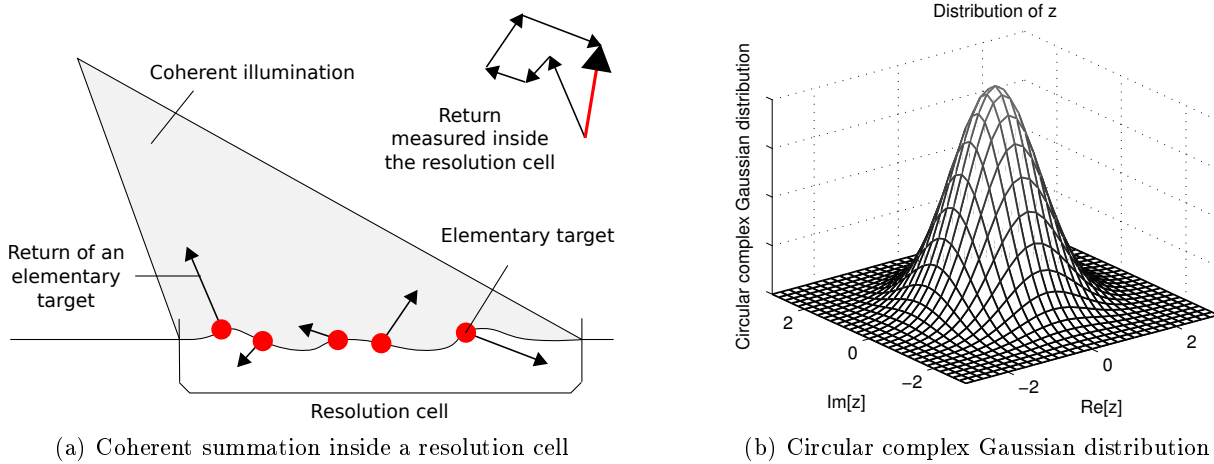 Coherent illumination
Return
measured inside
the resolution cell
Return of an
elementary
target
Elementary target
Resolution cell
(a) Coherent summation inside a resolution cell
Distribution of z
Circular complex Gaussian distribution
2
0
−2
Im[z]
−2
0
2
Re[z]
(b) Circular complex Gaussian distribution